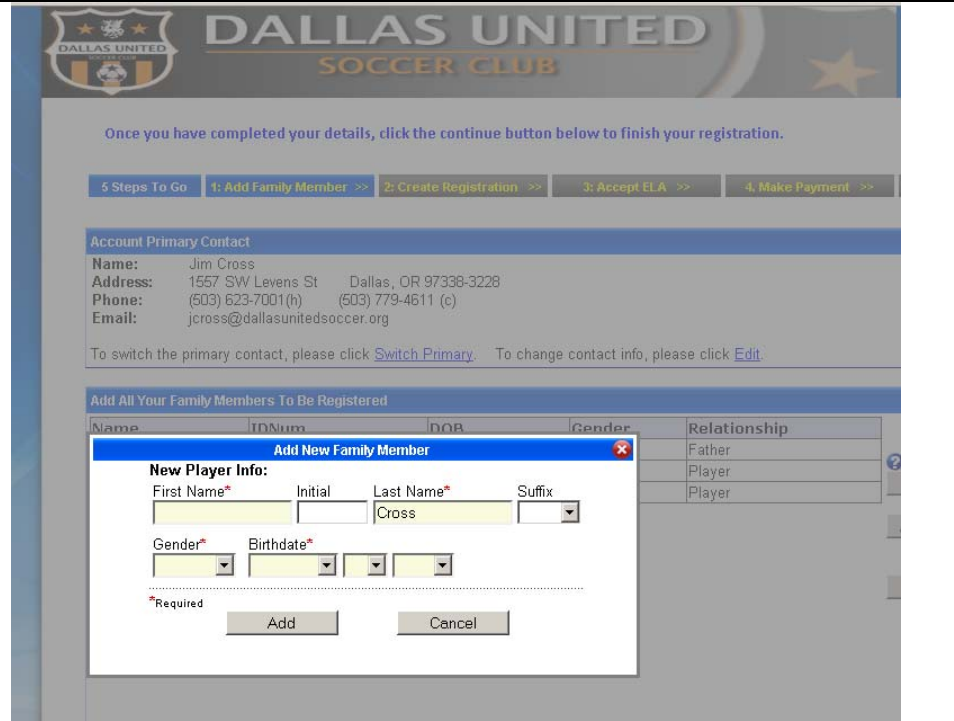 DALLAS UNITED
SOCCER CLUB
DALLAS UNITED
SOCCER CLUB
Once you have completed your details, click the continue button below to finish your registration.
5 Steps To Go 1: Add Family Member >> 2: Create Registration >> 3: Accept ELA >> 4. Make Payment >>
Account Primary Contact
Name: Jim Cross
Address: 1557 SW Levens St Dallas, OR 97338-3228
Phone: (503) 623-7001(h) (503) 779-4611 (c)
Email: jcross@dallasunitedsoccer.org
To switch the primary contact, please click Switch Primary. To change contact info, please click Edit.
Add All Your Family Members To Be Registered
Name IDNum DOB Gender Relationship
Father
Player
Player
Add New Family Member
New Player Info:
First Name* Initial Last Name* Suffix
Cross
Gender* Birthdate*
*Required
Add Cancel